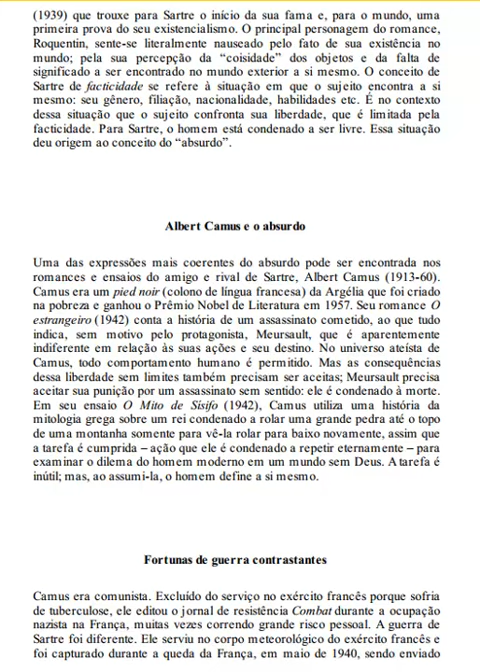 (1939) que trouxe para Sartre o início da sua fama e, para o mundo, uma
primeira prova do seu existencialismo. O principal personagem do romance,
Roquentin, sente-se literalmente nauseado pelo fato de sua existência no
mundo; pela sua percepção da “coisidade” dos objetos e da falta de
significado a ser encontrado no mundo exterior a si mesmo. O conceito de
Sartre de facticidade se refere à situação em que o sujeito encontra a si
mesmo: seu gênero, filiação, nacionalidade, habilidades etc. É no contexto
dessa situação que o sujeito confronta sua liberdade, que é limitada pela
facticidade. Para Sartre, o homem está condenado a ser livre. Essa situação
deu origem ao conceito do “absurdo”.
Albert Camus e o absurdo
Uma das expressões mais coerentes do absurdo pode ser encontrada nos
romances e ensaios do amigo e rival de Sartre, Albert Camus (1913-60).
Camus era um pied noir (colono de língua francesa) da Argélia que foi criado
na pobreza e ganhou o Prêmio Nobel de Literatura em 1957. Seu romance O
estrangeiro (1942) conta a história de um assassinato cometido, ao que tudo
indica, sem motivo pelo protagonista, Meursault, que é aparentemente
indiferente em relação às suas ações e seu destino. No universo ateísta de
Camus, todo comportamento humano é permitido. Mas as consequências
dessa liberdade sem limites também precisam ser aceitas; Meursault precisa
aceitar sua punição por um assassinato sem sentido: ele é condenado à morte.
Em seu ensaio O Mito de Sísifo (1942), Camus utiliza uma história da
mitologia grega sobre um rei condenado a rolar uma grande pedra até o topo
de uma montanha somente para vê-la rolar para baixo novamente, assim que
a tarefa é cumprida – ação que ele é condenado a repetir eternamente – para
examinar o dilema do homem moderno em um mundo sem Deus. A tarefa é
inútil; mas, ao assumi-la, o homem define a si mesmo.
Fortunas de guerra contrastantes
Camus era comunista. Excluído do serviço no exército francês porque sofria
de tuberculose, ele editou o jornal de resistência Combat durante a ocupação
nazista na França, muitas vezes correndo grande risco pessoal. A guerra de
Sartre foi diferente. Ele serviu no corpo meteorológico do exército francês e
foi capturado durante a queda da França, em maio de 1940, sendo enviado